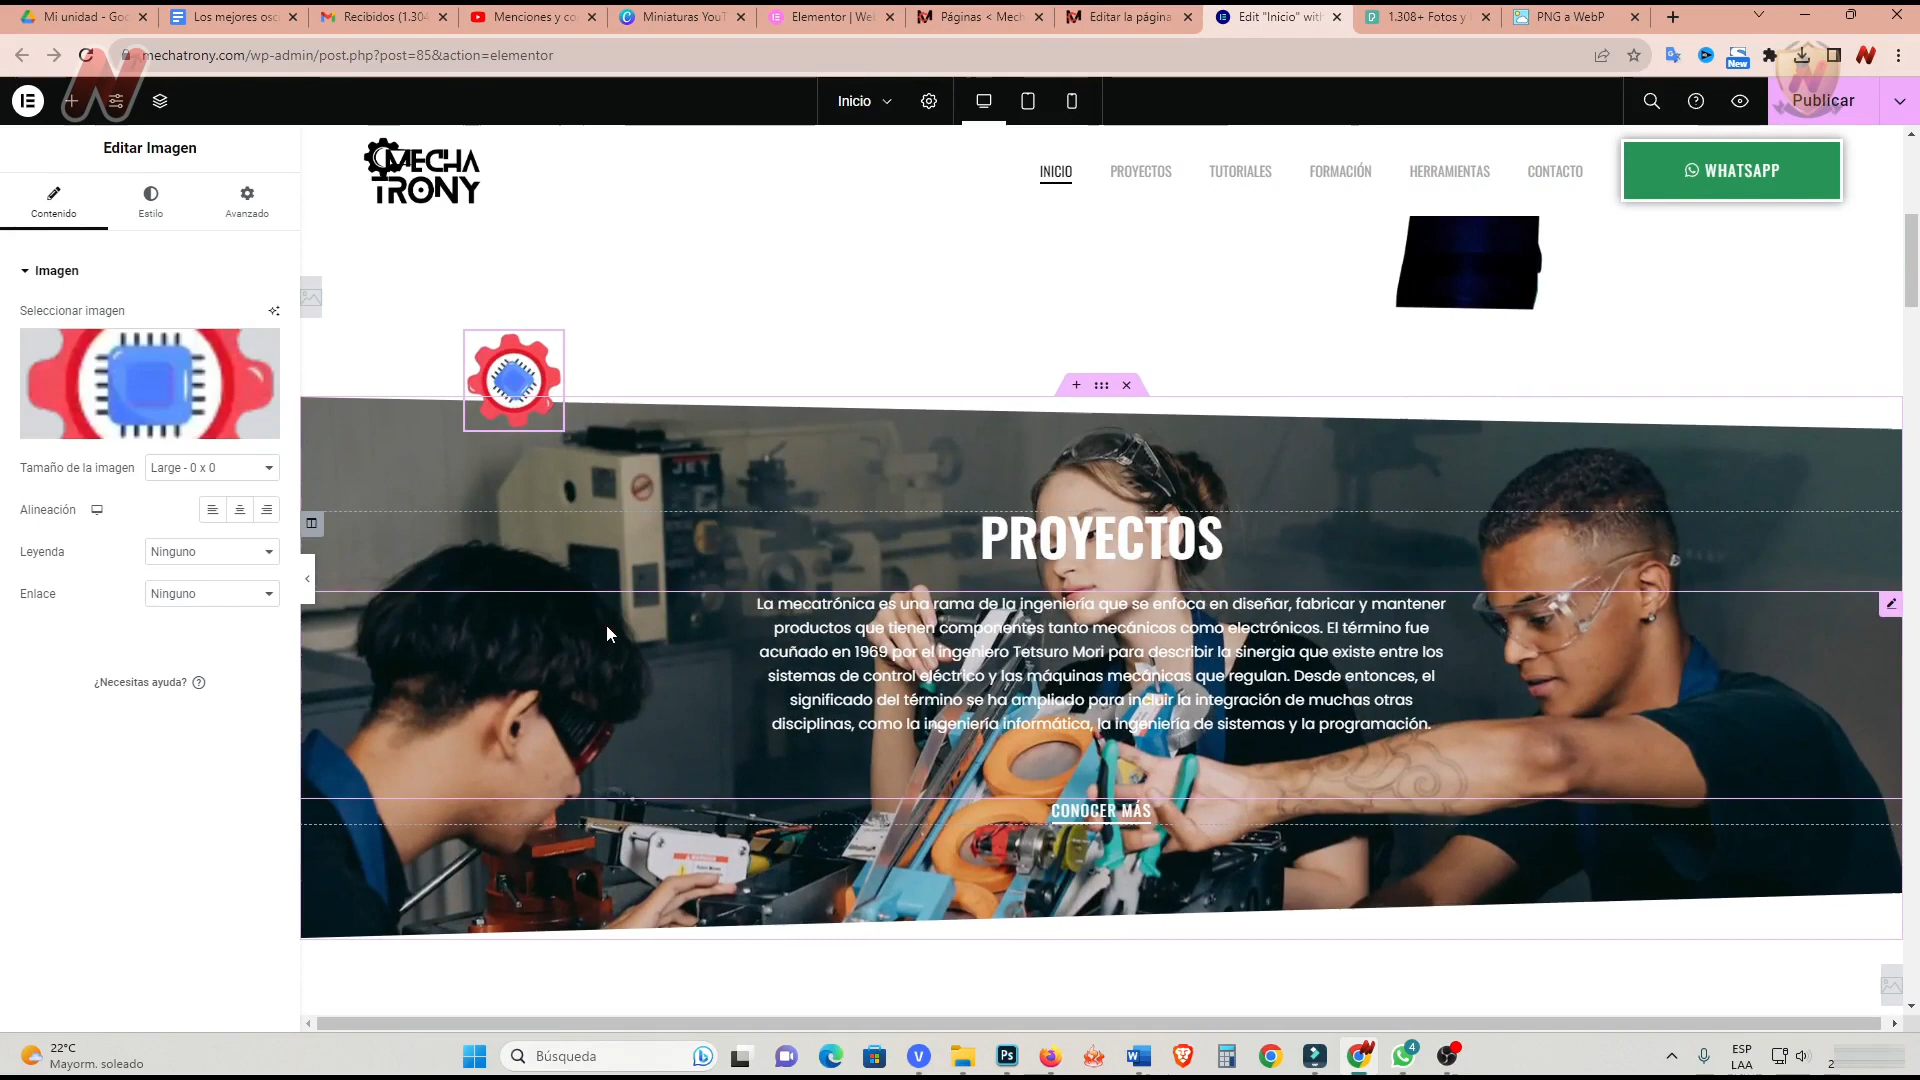 Mi unidad - Goo
Los mejores osc
Recibidos (1.304
Menciones y co
Miniaturas YouT
Elementor | Wel
Páginas < Mech
Editar la página
Edit "Inicio" with
1.308+ Fotos y
PNG a WebP
mechatrony.com/wp-admin/post.php?post=85&action=elementor
New
Inicio
Publicar
Editar Imagen
Contenido
Estilo
Avanzado
MECHA
TRONY
INICIO
PROYECTOS
TUTORIALES
FORMACIÓN
HERRAMIENTAS
CONTACTO
WHATSAPP
Imagen
Seleccionar imagen
Tamaño de la imagen
Large - 0 x 0
Alineación
Leyenda
Ninguno
Enlace
Ninguno
¿Necesitas ayuda?
PROYECTOS
La mecatrónica es una rama de la ingeniería que se enfoca en diseñar, fabricar y mantener
productos que tienen componentes tanto mecánicos como electrónicos. El término fue
acuñado en 1969 por el ingeniero Tetsuro Mori para describir la sinergia que existe entre los
sistemas de control eléctrico y las máquinas mecánicas que regulan. Desde entonces, el
significado del término se ha ampliado para incluir la integración de muchas otras
disciplinas, como la ingeniería informática, la ingeniería de sistemas y la programación.
CONOCER MÁS
22°C
Mayorm. soleado
Búsqueda
Ps
4
ESP
LAA
2